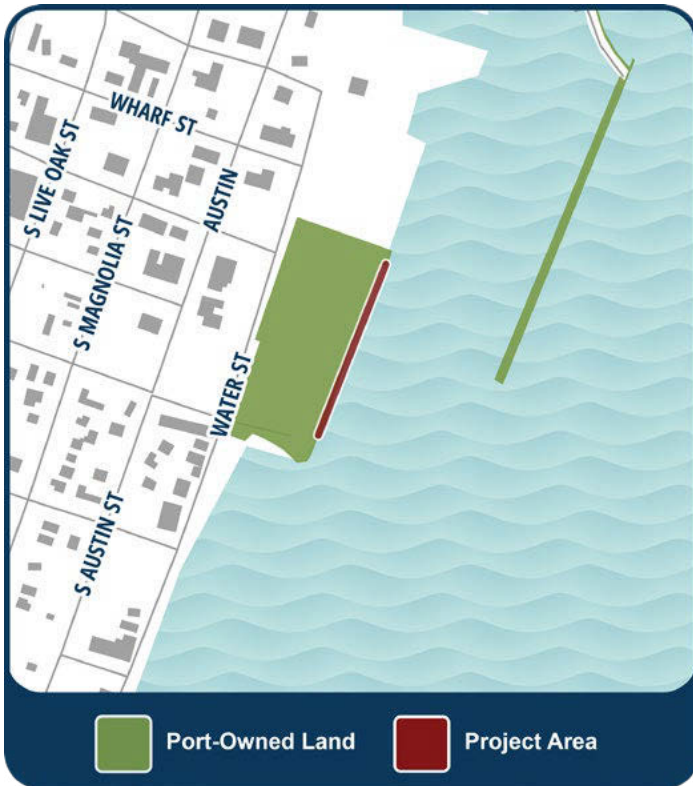 WHARF ST
S LIVE OAK ST
AUSTIN
S MAGNOLIA ST
WATER ST
S AUSTIN ST
Port-Owned Land
Project Area